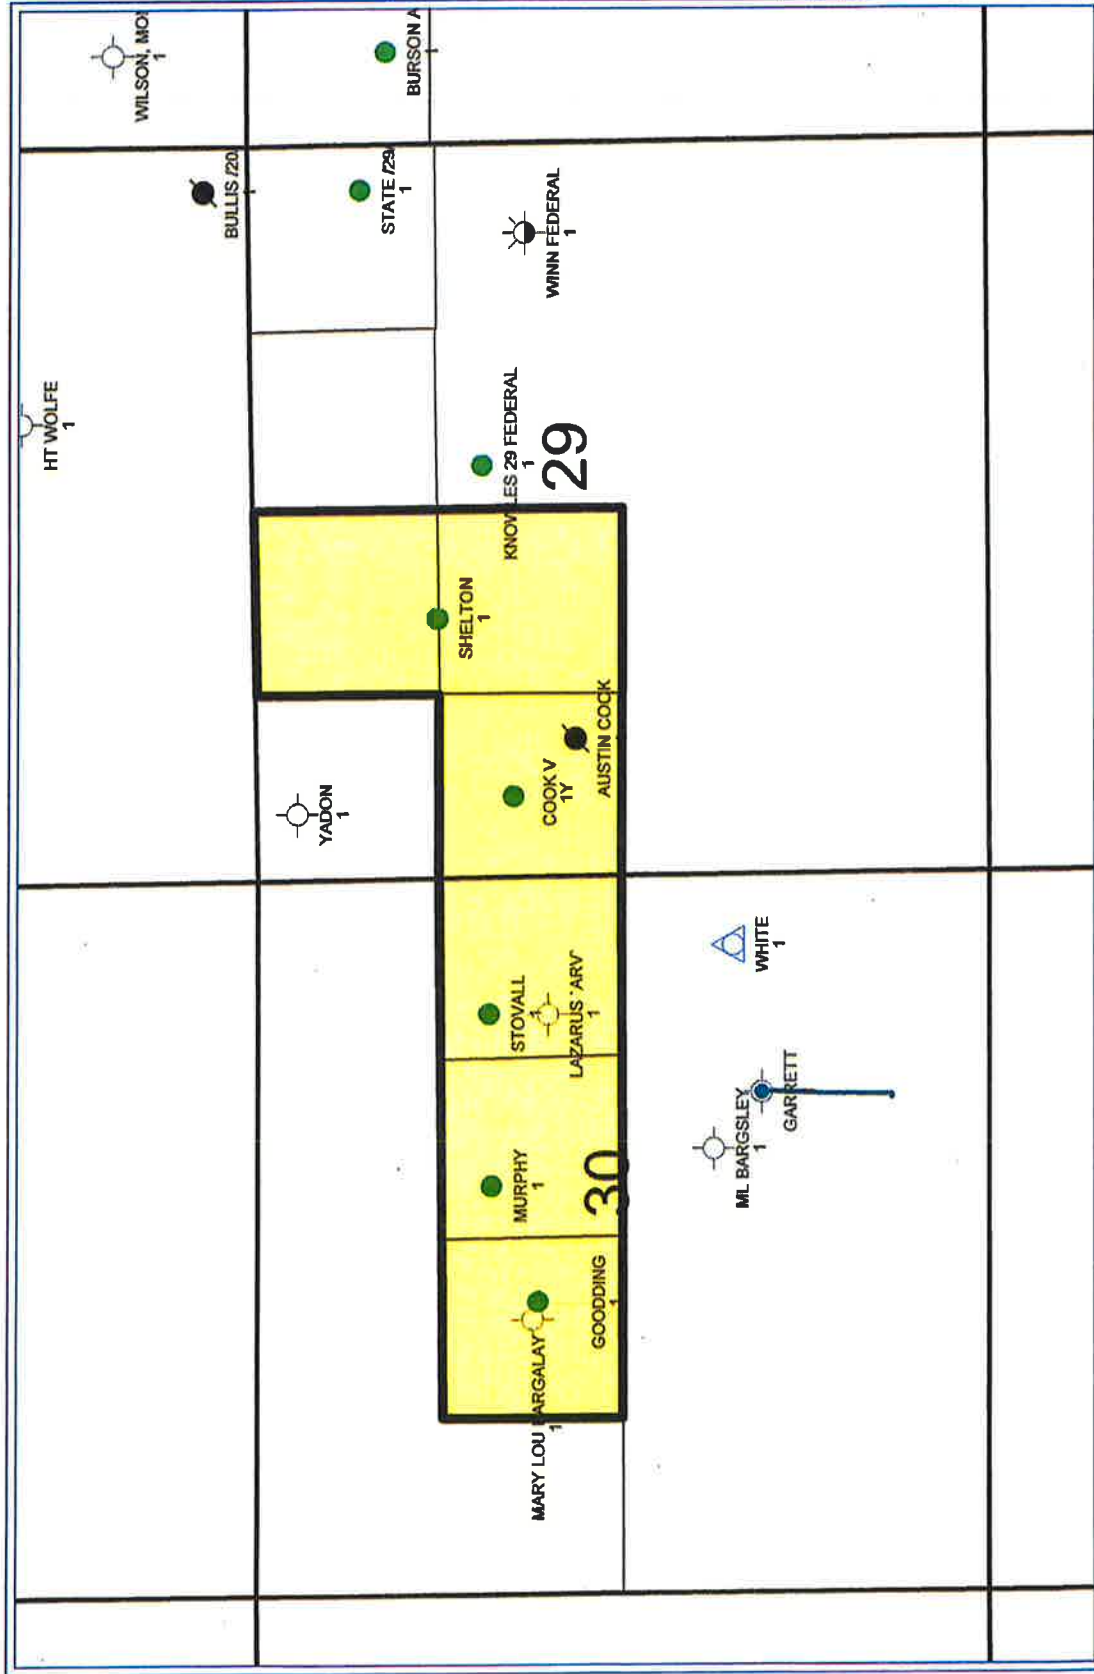 WILSON, MO
1
BURSON A
1
BULLIS /20
1
STATE /29
1
WINN FEDERAL
1
HT WOLFE
1
KNOWLES 29 FEDERAL
1
29
SHELTON
1
YADON
1
COOK V
1Y
AUSTIN COOK
STOVALL
1
LAZARUS "ARV"
1
WHITE
1
MURPHY
1
30
ML BARGSLEY
1
GARRETT
GOODDING
1
MARY LOU BARGALAY
1